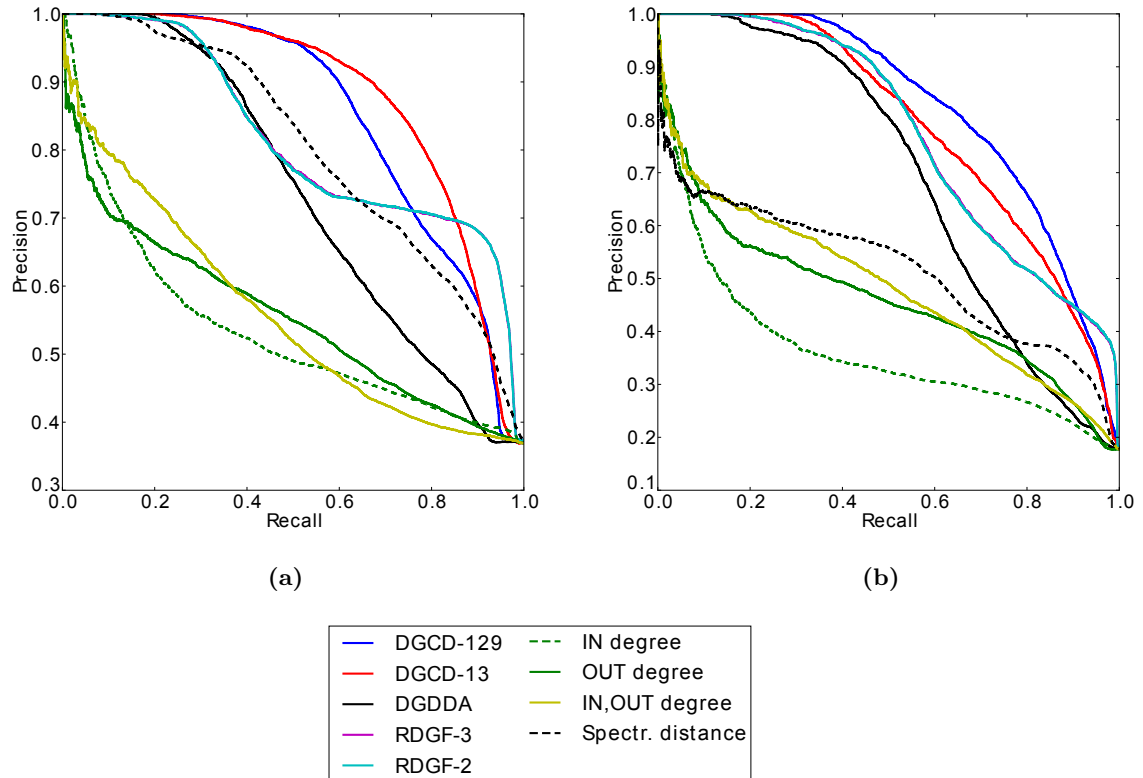 1.0
0.9
0.8
0.7
0.6
0.5
0.4
0.3
Precision
0.0 0.2 0.4 0.6 0.8 1.0
Recall
(a)
1.0
0.9
0.8
0.7
0.6
0.5
0.4
0.3
0.2
0.1
Precision
0.0 0.2 0.4 0.6 0.8 1.0
Recall
(b)
DGCD-129
DGCD-13
DGDDA
RDGF-3
RDGF-2
IN degree
OUT degree
IN,OUT degree
Spectr. distance